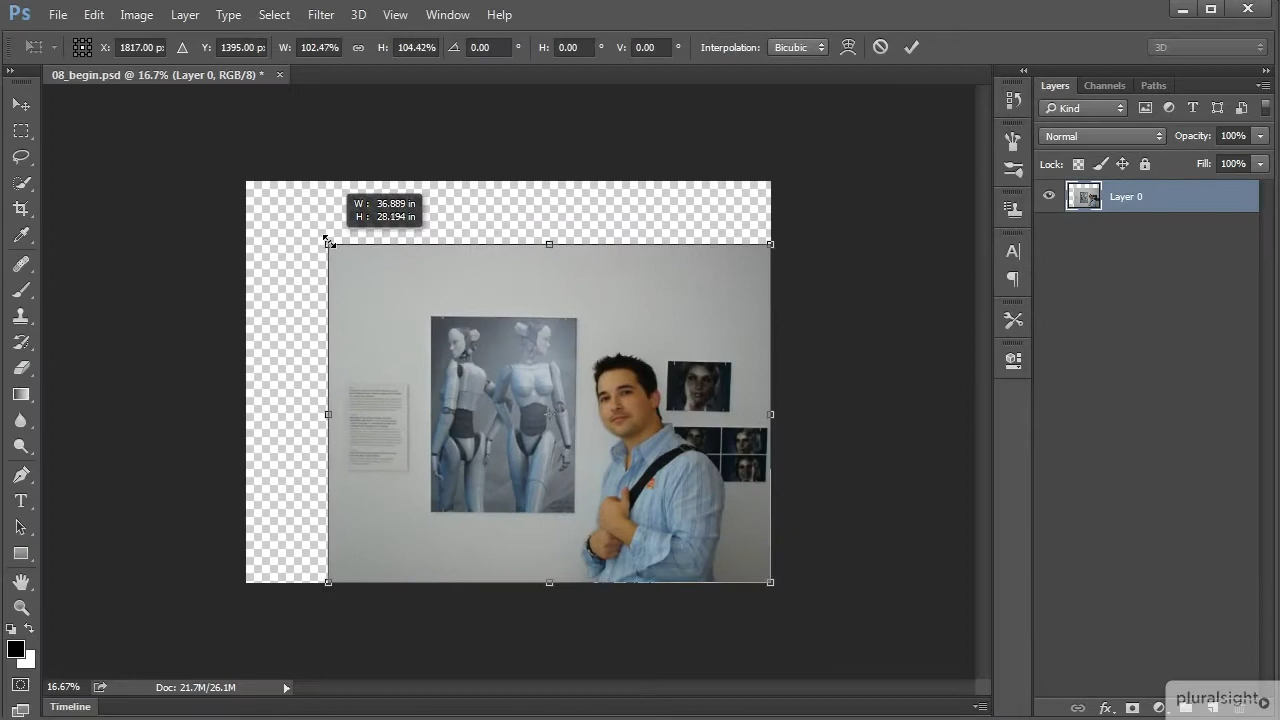 Ps File Edit Image Layer Type Select Filter 3D View Window Help
X: 1817.00 p: Y: 1395.00 p: W: 102.47% H: 104.42% 0.00 ° H: 0.00 ° V: 0.00 ° Interpolation: Bicubic 3D
08_begin.psd @ 16.7% (Layer 0, RGB/8) * ×
Layers Channels Paths
Kind
Normal Opacity: 100%
Lock: Fill: 100%
Layer 0
W: 36.889 in
H: 28.194 in
16.67% Doc: 21.7M/26.1M
Timeline
pluralsight